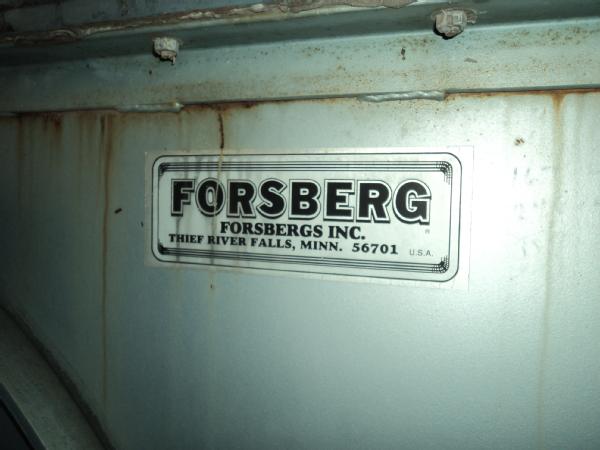 FORSBERG
®
FORSBERGS INC.
THIEF RIVER FALLS, MINN. 56701 U.S.A.